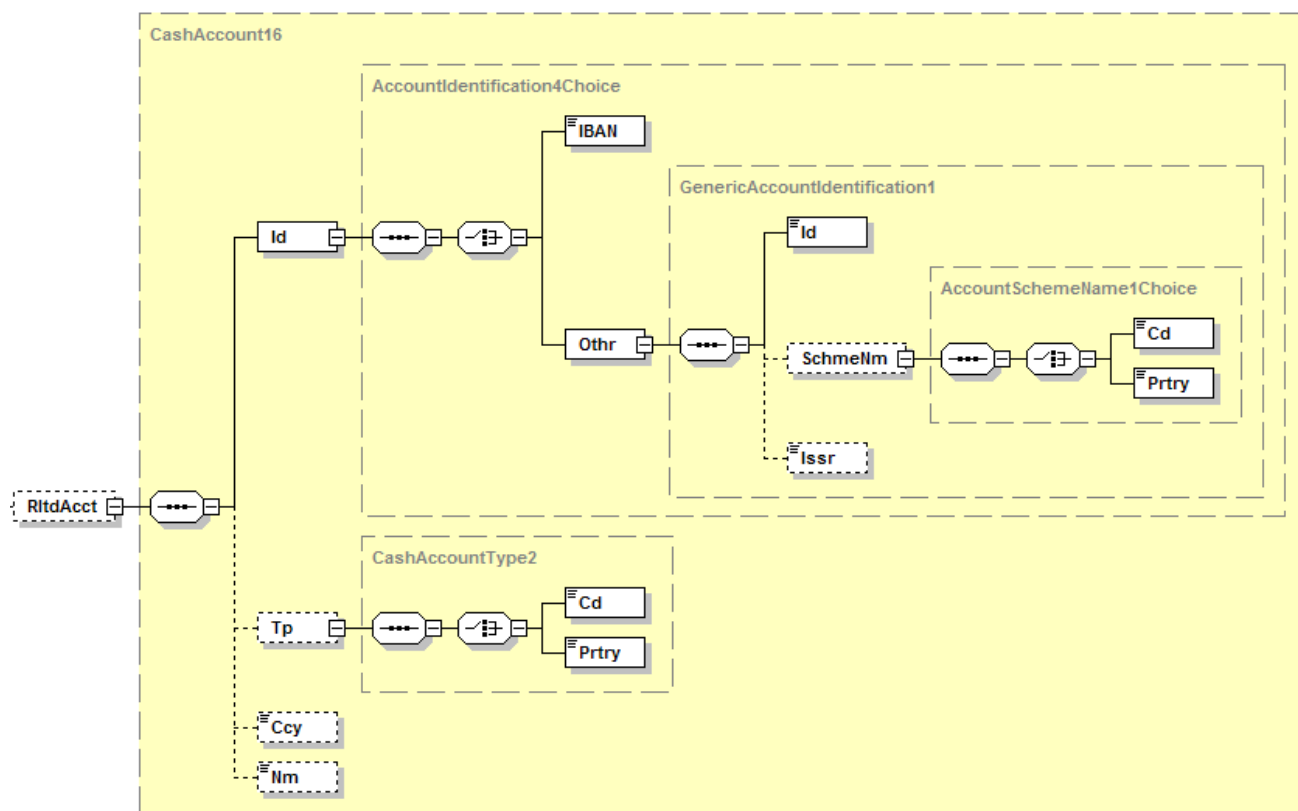 CashAccount16
AccountIdentification4Choice
IBAN
GenericAccountIdentification1
Id
Id
AccountSchemeName1Choice
Cd
Othr
SchmeNm
Prtry
Issr
RltdAcct
CashAccountType2
Cd
Tp
Prtry
Ccy
Nm